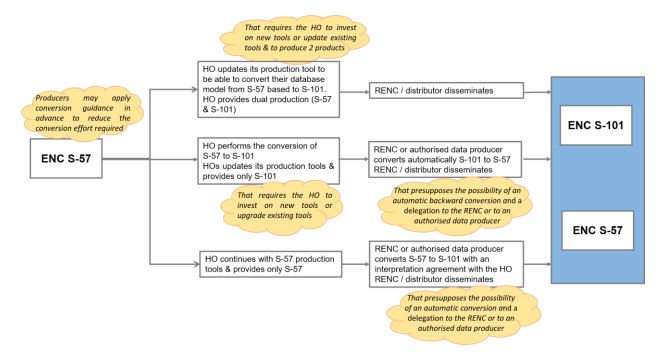 That requires the HO to invest
on new tools or update existing
tools & to produce 2 products
HO updates its production tool to
be able to convert their database
model from S-57 based to S-101.
HO provides dual production (S-57
& S-101)
RENC / distributor disseminates
Producers may apply
conversion guidance in
advance to reduce the
conversion effort required
ENC S-57
HO performs the conversion of
S-57 to S-101
HOs updates its production tools &
provides only S-101
RENC or authorised data producer
converts automatically S-101 to S-57
RENC / distributor disseminates
That requires the HO to
invest on new tools or
upgrade existing tools
That presupposes the possibility of an
automatic backward conversion and a
delegation to the RENC or to an
authorised data producer
HO continues with S-57 production
tools & provides only S-57
RENC or authorised data producer
converts S-57 to S-101 with an
interpretation agreement with the HO
RENC / distributor disseminates
That presupposes the possibility
of an automatic conversion and a
delegation to the RENC or to an
authorised data producer
ENC S-101
ENC S-57